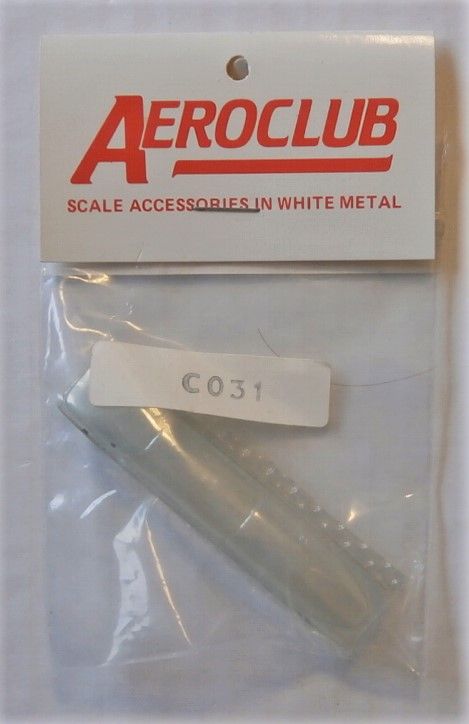 AEROCLUB
SCALE ACCESSORIES IN WHITE METAL
C031